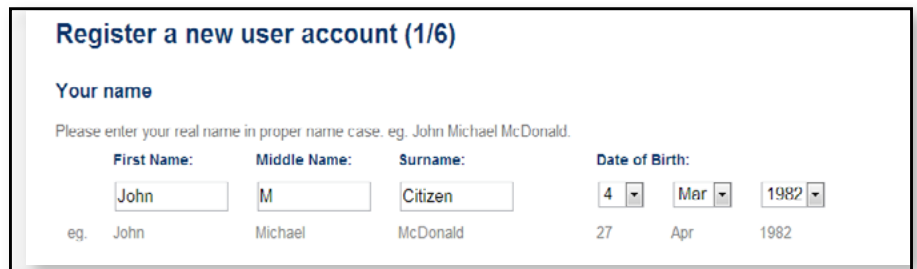 Register a new user account (1/6)
Your name
Please enter your real name in proper name case. eg. John Michael McDonald.
First Name: Middle Name: Surname: Date of Birth:
John M Citizen 4 Mar 1982
eg. John Michael McDonald 27 Apr 1982